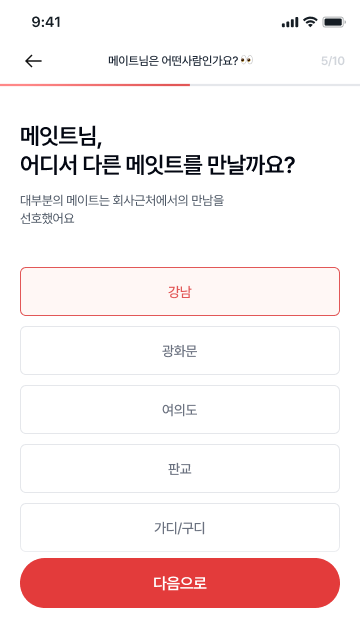 9:41
메이트님은 어떤사람인가요?👀
5/10
메잇트님,
어디서 다른 메잇트를 만날까요?
대부분의 메이트는 회사근처에서의 만남을
선호했어요
강남
광화문
여의도
판교
가디/구디
다음으로